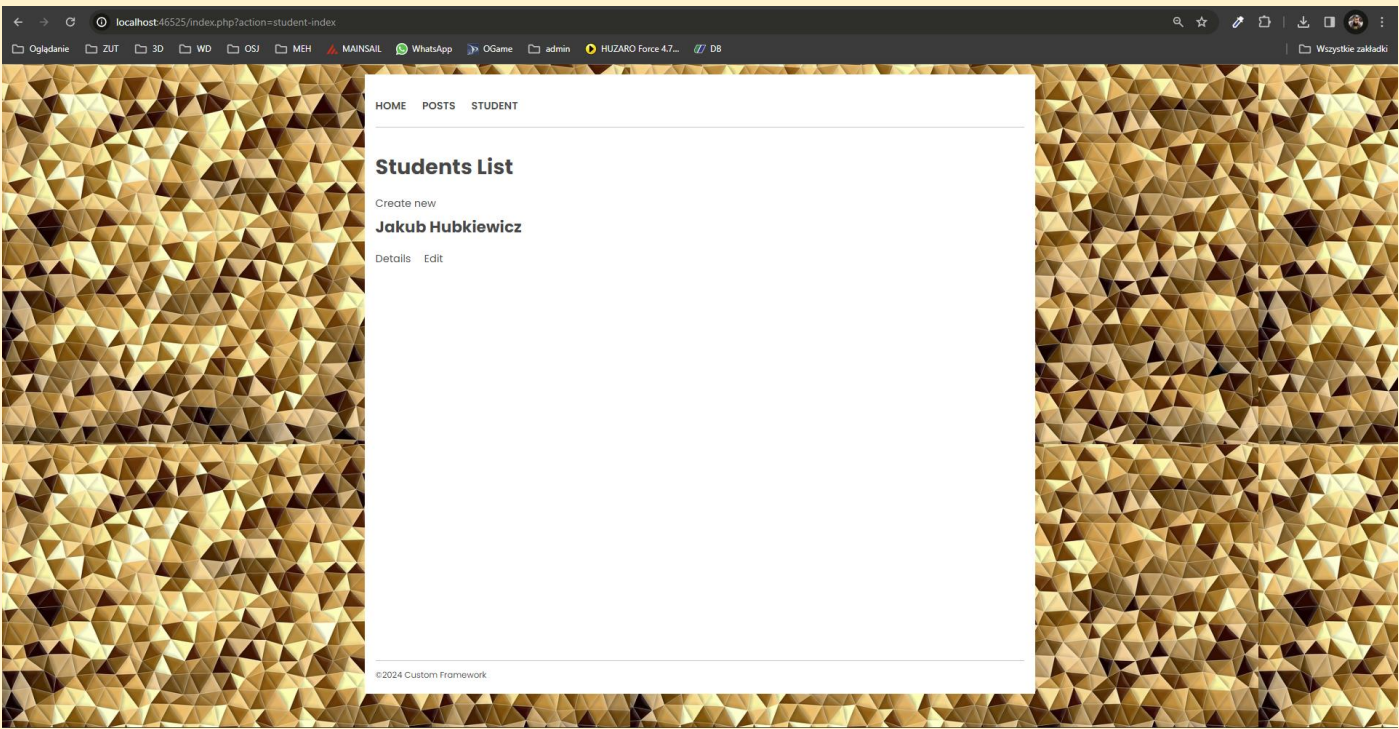 localhost:46525/index.php?action=student-index
Oglądanie ZUT 3D WD OSJ MEH MAINSAIL WhatsApp OGame admin HUZARO Force 4.7... DB Wszystkie zakładki
HOME POSTS STUDENT
Students List
Create new
Jakub Hubkiewicz
Details Edit
©2024 Custom Framework